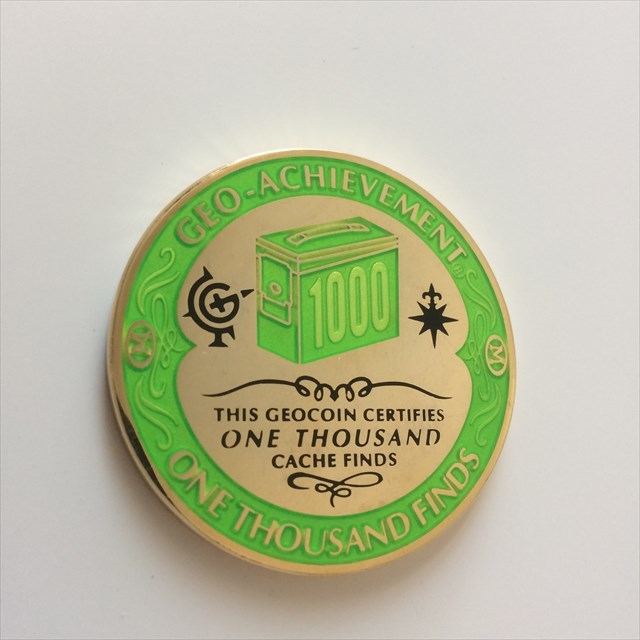 GEO-ACHIEVEMENT®
1000
M
M
THIS GEOCOIN CERTIFIES
ONE THOUSAND
CACHE FINDS
ONE THOUSAND FINDS